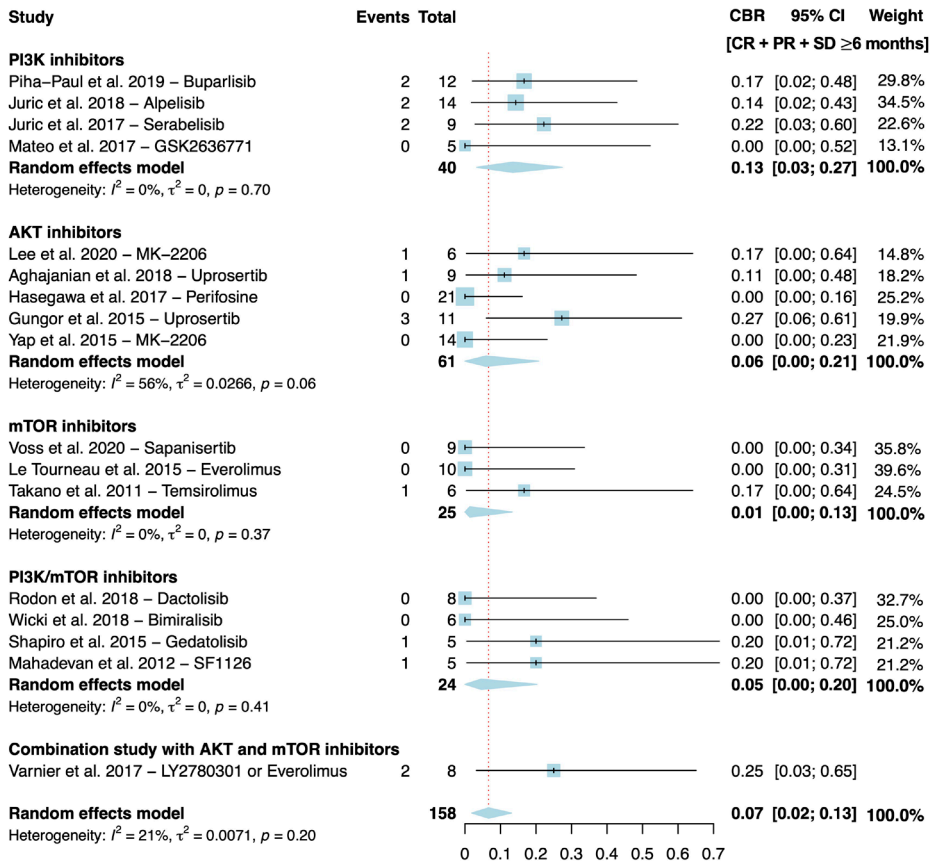 Study Events Total CBR 95% CI Weight
[CR + PR + SD ≥6 months]
PI3K inhibitors
Piha−Paul et al. 2019 − Buparlisib 2 12 0.17 [0.02; 0.48] 29.8%
Juric et al. 2018 − Alpelisib 2 14 0.14 [0.02; 0.43] 34.5%
Juric et al. 2017 − Serabelisib 2 9 0.22 [0.03; 0.60] 22.6%
Mateo et al. 2017 − GSK2636771 0 5 0.00 [0.00; 0.52] 13.1%
Random effects model 40 0.13 [0.03; 0.27] 100.0%
Heterogeneity: I² = 0%, τ² = 0, p = 0.70
AKT inhibitors
Lee et al. 2020 − MK−2206 1 6 0.17 [0.00; 0.64] 14.8%
Aghajanian et al. 2018 − Uprosertib 1 9 0.11 [0.00; 0.48] 18.2%
Hasegawa et al. 2017 − Perifosine 0 21 0.00 [0.00; 0.16] 25.2%
Gungor et al. 2015 − Uprosertib 3 11 0.27 [0.06; 0.61] 19.9%
Yap et al. 2015 − MK−2206 0 14 0.00 [0.00; 0.23] 21.9%
Random effects model 61 0.06 [0.00; 0.21] 100.0%
Heterogeneity: I² = 56%, τ² = 0.0266, p = 0.06
mTOR inhibitors
Voss et al. 2020 − Sapanisertib 0 9 0.00 [0.00; 0.34] 35.8%
Le Tourneau et al. 2015 − Everolimus 0 10 0.00 [0.00; 0.31] 39.6%
Takano et al. 2011 − Temsirolimus 1 6 0.17 [0.00; 0.64] 24.5%
Random effects model 25 0.01 [0.00; 0.13] 100.0%
Heterogeneity: I² = 0%, τ² = 0, p = 0.37
PI3K/mTOR inhibitors
Rodon et al. 2018 − Dactolisib 0 8 0.00 [0.00; 0.37] 32.7%
Wicki et al. 2018 − Bimiralisib 0 6 0.00 [0.00; 0.46] 25.0%
Shapiro et al. 2015 − Gedatolisib 1 5 0.20 [0.01; 0.72] 21.2%
Mahadevan et al. 2012 − SF1126 1 5 0.20 [0.01; 0.72] 21.2%
Random effects model 24 0.05 [0.00; 0.20] 100.0%
Heterogeneity: I² = 0%, τ² = 0, p = 0.41
Combination study with AKT and mTOR inhibitors
Varnier et al. 2017 − LY2780301 or Everolimus 2 8 0.25 [0.03; 0.65]
Random effects model 158 0.07 [0.02; 0.13] 100.0%
Heterogeneity: I² = 21%, τ² = 0.0071, p = 0.20
0 0.1 0.2 0.3 0.4 0.5 0.6 0.7